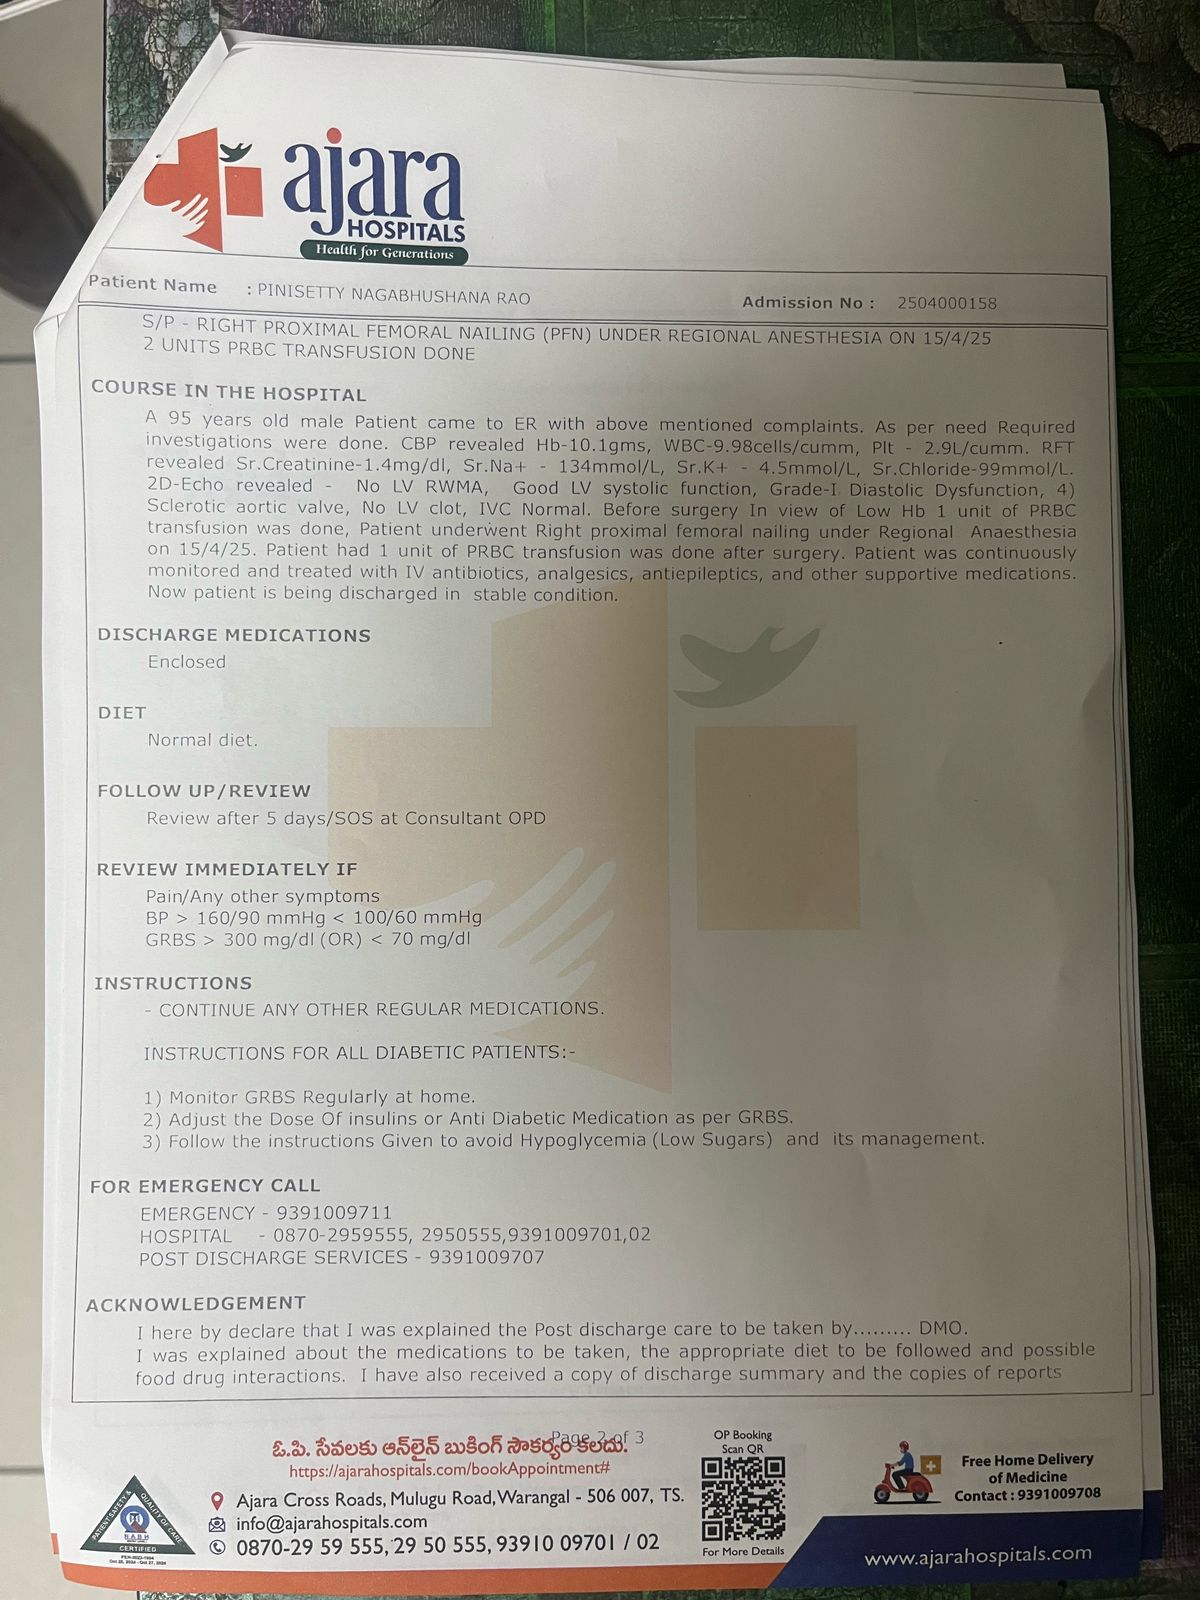 ajara
HOSPITALS
Health for Generations
Patient Name : PINISETTY NAGABHUSHANA RAO Admission No : 2504000158
S/P - RIGHT PROXIMAL FEMORAL NAILING (PFN) UNDER REGIONAL ANESTHESIA ON 15/4/25
2 UNITS PRBC TRANSFUSION DONE
COURSE IN THE HOSPITAL
A 95 years old male Patient came to ER with above mentioned complaints. As per need Required
investigations were done. CBP revealed Hb-10.1gms, WBC-9.98cells/cumm, Plt - 2.9L/cumm. RFT
revealed Sr.Creatinine-1.4mg/dl, Sr.Na+ - 134mmol/L, Sr.K+ - 4.5mmol/L, Sr.Chloride-99mmol/L.
2D-Echo revealed - No LV RWMA, Good LV systolic function, Grade-I Diastolic Dysfunction, 4)
Sclerotic aortic valve, No LV clot, IVC Normal. Before surgery In view of Low Hb 1 unit of PRBC
transfusion was done, Patient underwent Right proximal femoral nailing under Regional Anaesthesia
on 15/4/25. Patient had 1 unit of PRBC transfusion was done after surgery. Patient was continuously
monitored and treated with IV antibiotics, analgesics, antiepileptics, and other supportive medications.
Now patient is being discharged in stable condition.
DISCHARGE MEDICATIONS
Enclosed
DIET
Normal diet.
FOLLOW UP/REVIEW
Review after 5 days/SOS at Consultant OPD
REVIEW IMMEDIATELY IF
Pain/Any other symptoms
BP > 160/90 mmHg < 100/60 mmHg
GRBS > 300 mg/dl (OR) < 70 mg/dl
INSTRUCTIONS
- CONTINUE ANY OTHER REGULAR MEDICATIONS.
INSTRUCTIONS FOR ALL DIABETIC PATIENTS:-
1) Monitor GRBS Regularly at home.
2) Adjust the Dose Of insulins or Anti Diabetic Medication as per GRBS.
3) Follow the instructions Given to avoid Hypoglycemia (Low Sugars) and its management.
FOR EMERGENCY CALL
EMERGENCY - 9391009711
HOSPITAL - 0870-2959555, 2950555,9391009701,02
POST DISCHARGE SERVICES - 9391009707
ACKNOWLEDGEMENT
I here by declare that I was explained the Post discharge care to be taken by......... DMO.
I was explained about the medications to be taken, the appropriate diet to be followed and possible
food drug interactions. I have also received a copy of discharge summary and the copies of reports
Page 2 of 3
ఓ.పి. సేవలకు ఆన్‌లైన్ బుకింగ్ సౌకర్యం కలదు.
https://ajarahospitals.com/bookAppointment#
Ajara Cross Roads, Mulugu Road, Warangal - 506 007, TS.
info@ajarahospitals.com
0870-29 59 555, 29 50 555, 93910 09701 / 02
PATIENT SAFETY & QUALITY OF CARE
NABH
CERTIFIED
OP Booking
Scan QR
For More Details
Free Home Delivery
of Medicine
Contact : 9391009708
www.ajarahospitals.com